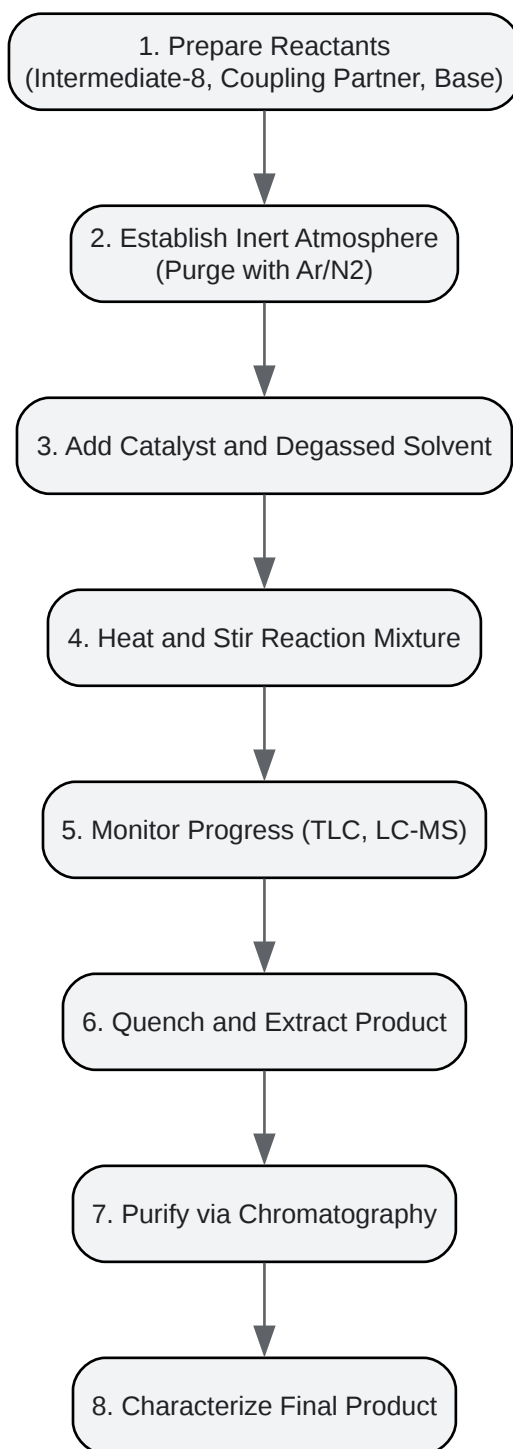 1. Prepare Reactants
(Intermediate-8, Coupling Partner, Base)
2. Establish Inert Atmosphere
(Purge with Ar/N2)
3. Add Catalyst and Degassed Solvent
4. Heat and Stir Reaction Mixture
5. Monitor Progress (TLC, LC-MS)
6. Quench and Extract Product
7. Purify via Chromatography
8. Characterize Final Product